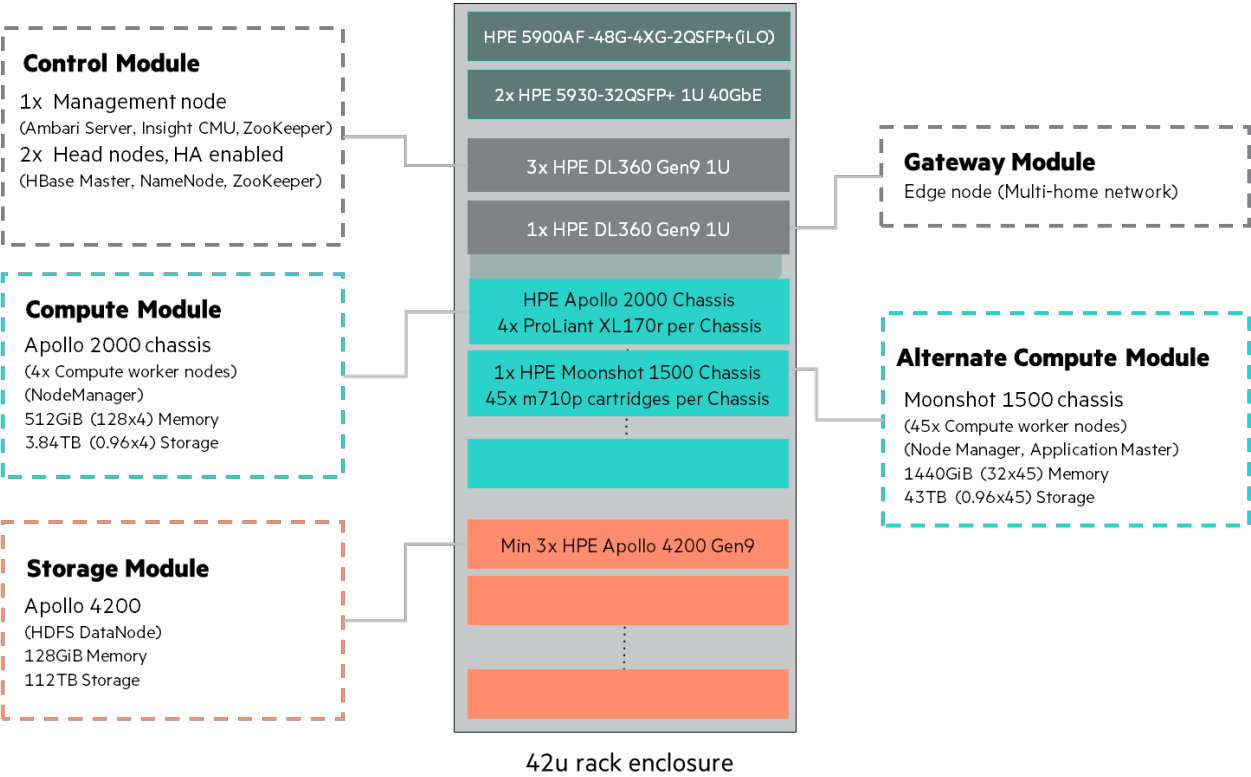 HPE 5900AF -48G-4XG-2QSFP+(iLO)
2x HPE 5930-32QSFP+ 1U 40GbE
3x HPE DL360 Gen9 1U
1x HPE DL360 Gen9 1U
HPE Apollo 2000 Chassis
4x ProLiant XL170r per Chassis
1x HPE Moonshot 1500 Chassis
45x m710p cartridges per Chassis
Min 3x HPE Apollo 4200 Gen9
42u rack enclosure
Control Module
1x Management node
(Ambari Server, Insight CMU, ZooKeeper)
2x Head nodes, HA enabled
(HBase Master, NameNode, ZooKeeper)
Compute Module
Apollo 2000 chassis
(4x Compute worker nodes)
(NodeManager)
512GiB (128x4) Memory
3.84TB (0.96x4) Storage
Storage Module
Apollo 4200
(HDFS DataNode)
128GiB Memory
112TB Storage
Gateway Module
Edge node (Multi-home network)
Alternate Compute Module
Moonshot 1500 chassis
(45x Compute worker nodes)
(Node Manager, Application Master)
1440GiB (32x45) Memory
43TB (0.96x45) Storage